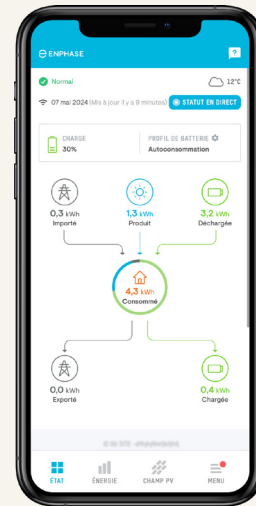 ENPHASE
?
Normal
12°C
07 mai 2024 (Mis à jour il y a 9 minutes)
STATUT EN DIRECT
CHARGE
30%
PROFIL DE BATTERIE
Autoconsommation
0,3 kWh
Importé
1,3 kWh
Produit
3,2 kWh
Déchargée
4,3 kWh
Consommé
0,0 kWh
Exporté
0,4 kWh
Chargée
ÉTAT
ÉNERGIE
CHAMP PV
MENU